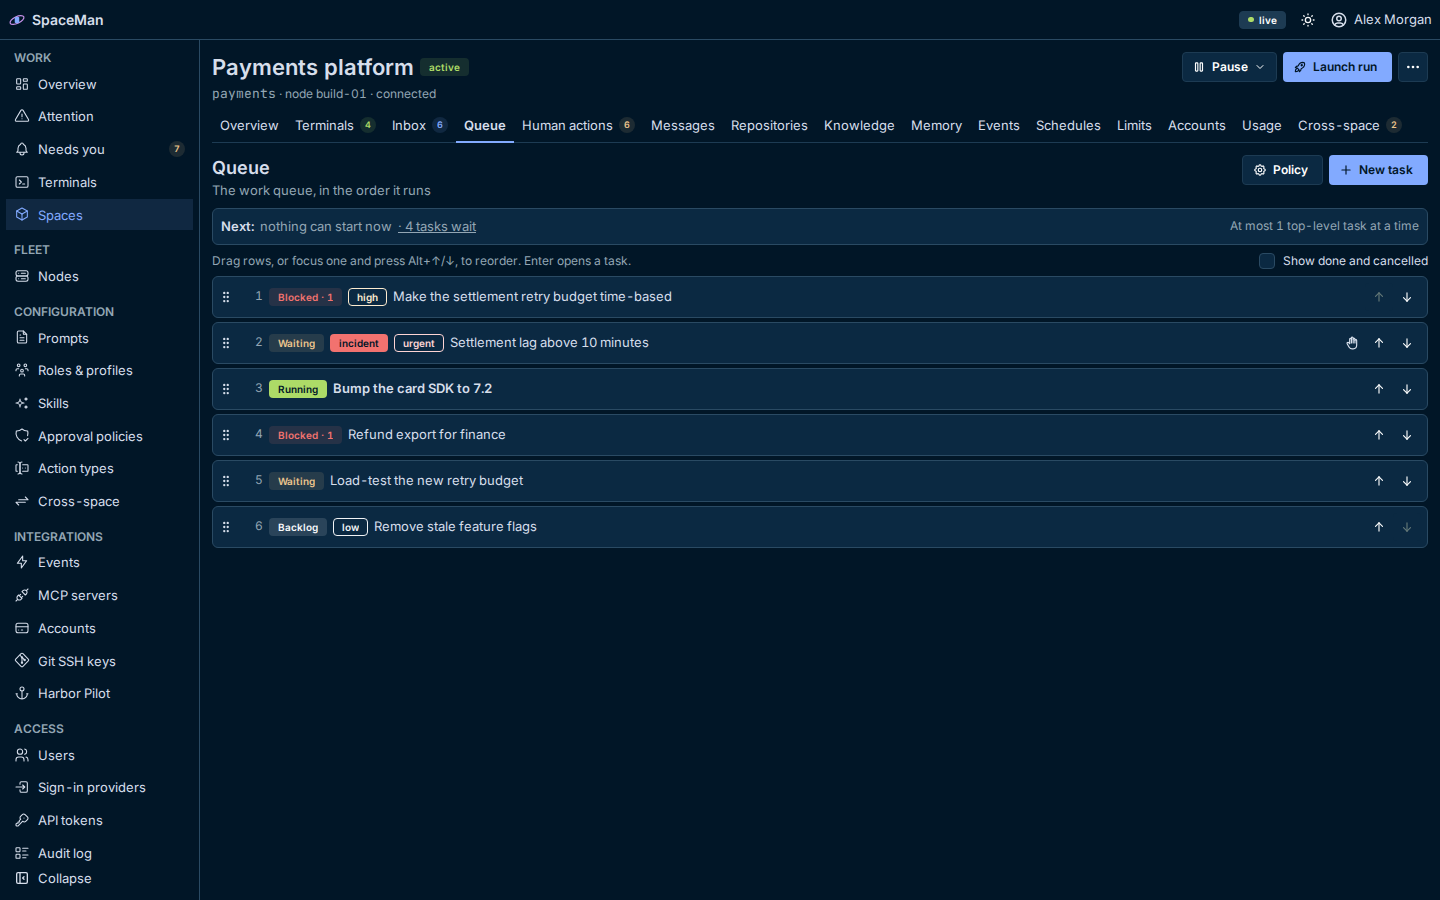 SpaceMan
live
Alex Morgan
WORK
Overview
Attention
Needs you 7
Terminals
Spaces
FLEET
Nodes
CONFIGURATION
Prompts
Roles & profiles
Skills
Approval policies
Action types
Cross-space
INTEGRATIONS
Events
MCP servers
Accounts
Git SSH keys
Harbor Pilot
ACCESS
Users
Sign-in providers
API tokens
Audit log
Collapse
Payments platform active
payments · node build-01 · connected
Pause
Launch run
Overview Terminals 4 Inbox 6 Queue Human actions 6 Messages Repositories Knowledge Memory Events Schedules Limits Accounts Usage Cross-space 2
Queue
The work queue, in the order it runs
Policy
New task
Next: nothing can start now · 4 tasks wait
At most 1 top-level task at a time
Drag rows, or focus one and press Alt+↑/↓, to reorder. Enter opens a task.
Show done and cancelled
1 Blocked · 1 high Make the settlement retry budget time-based
2 Waiting incident urgent Settlement lag above 10 minutes
3 Running Bump the card SDK to 7.2
4 Blocked · 1 Refund export for finance
5 Waiting Load-test the new retry budget
6 Backlog low Remove stale feature flags